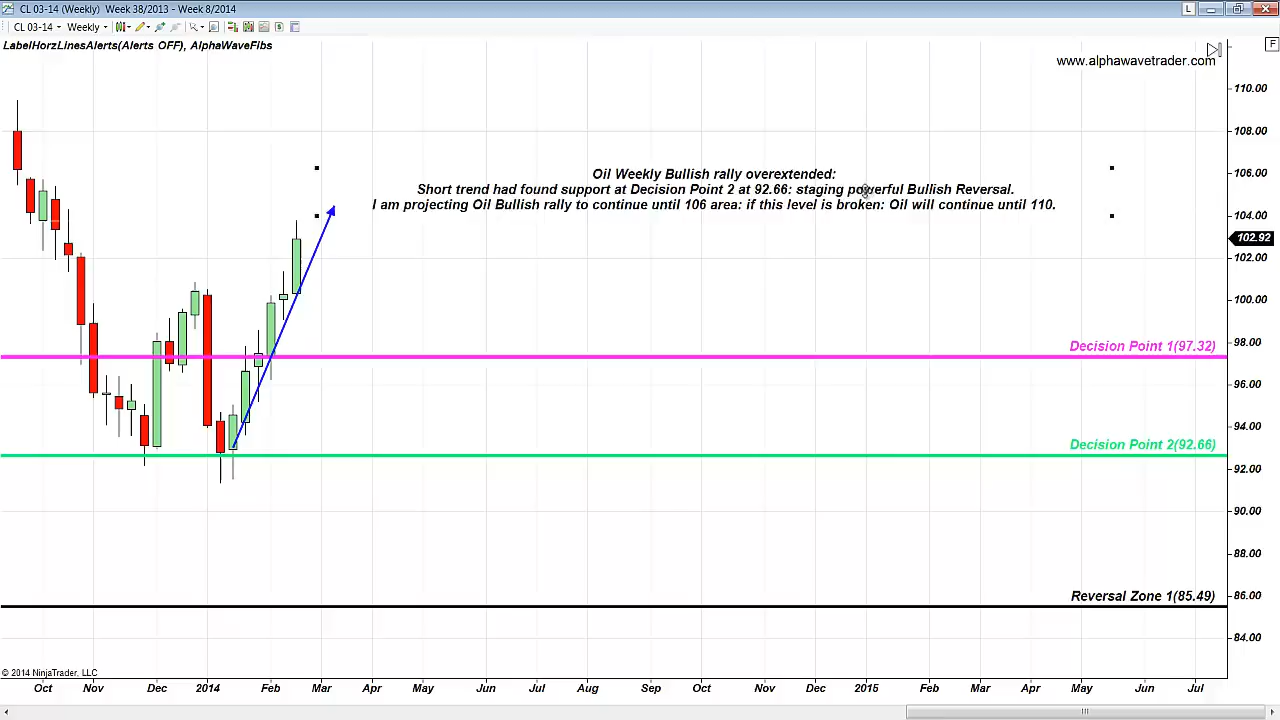 CL 03-14 (Weekly) Week 38/2013 - Week 8/2014
L
CL 03-14 Weekly
LabelHorzLinesAlerts(Alerts OFF), AlphaWaveFibs
F
www.alphawavetrader.com
Oil Weekly Bullish rally overextended:
Short trend had found support at Decision Point 2 at 92.66: staging powerful Bullish Reversal.
I am projecting Oil Bullish rally to continue until 106 area: if this level is broken: Oil will continue until 110.
110.00
108.00
106.00
104.00
102.92
102.00
100.00
Decision Point 1(97.32)
98.00
96.00
94.00
Decision Point 2(92.66)
92.00
90.00
88.00
Reversal Zone 1(85.49)
86.00
84.00
© 2014 NinjaTrader, LLC
Oct Nov Dec 2014 Feb Mar Apr May Jun Jul Aug Sep Oct Nov Dec 2015 Feb Mar Apr May Jun Jul